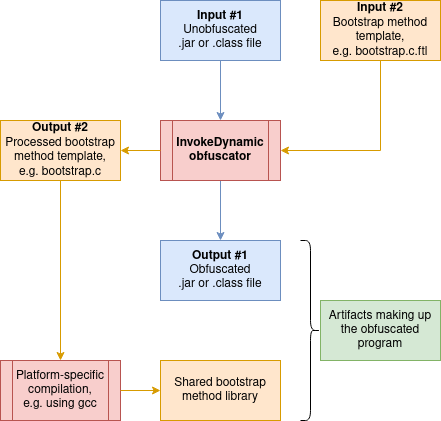 Input #1
Unobfuscated
.jar or .class file
Input #2
Bootstrap method
template,
e.g. bootstrap.c.ftl
Output #2
Processed bootstrap
method template,
e.g. bootstrap.c
InvokeDynamic
obfuscator
Output #1
Obfuscated
.jar or .class file
Artifacts making up
the obfuscated
program
Platform-specific
compilation,
e.g. using gcc
Shared bootstrap
method library